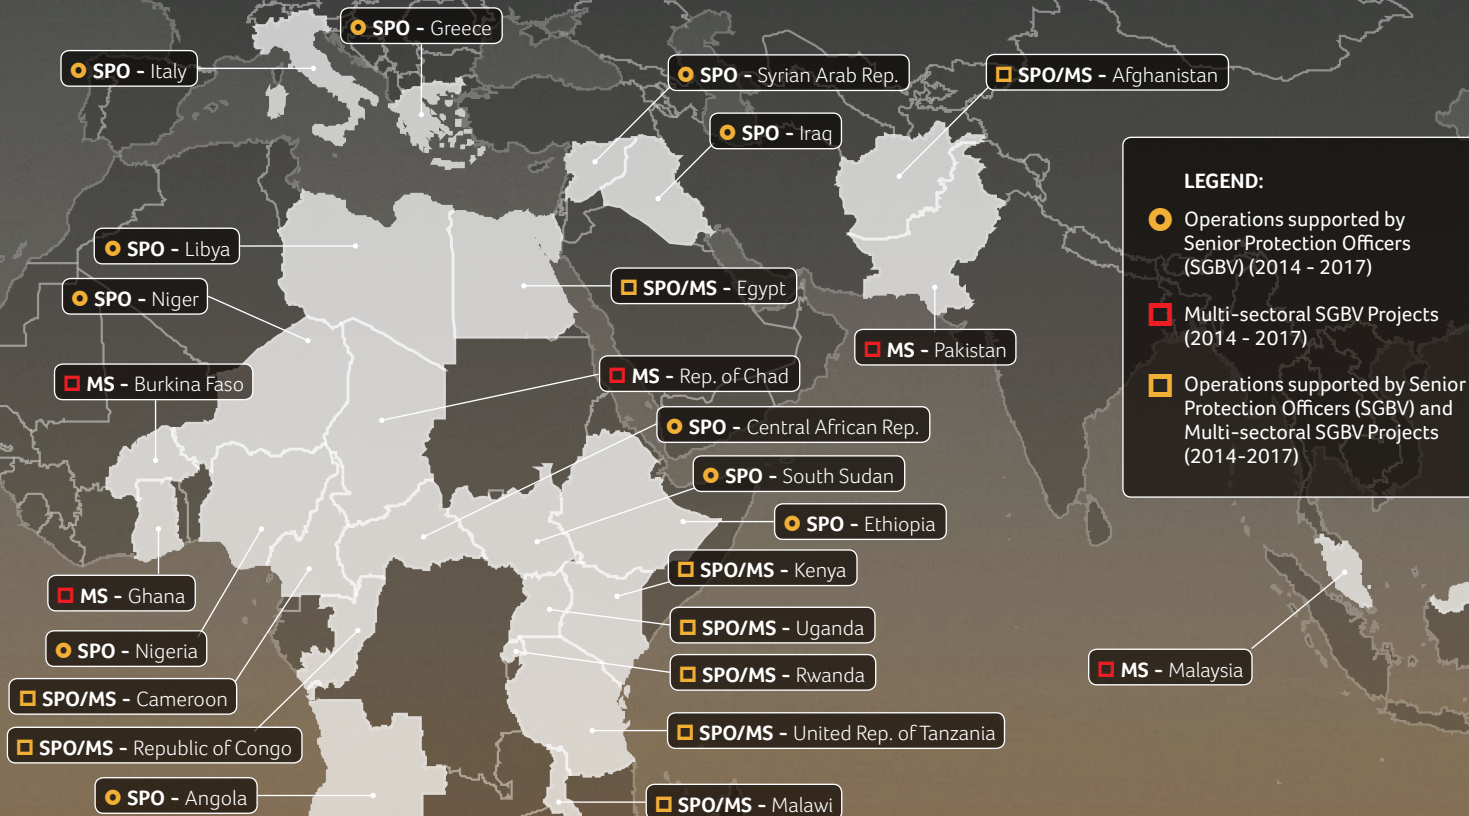 SPO - Greece
SPO - Italy
SPO - Syrian Arab Rep.
SPO/MS - Afghanistan
SPO - Iraq
SPO - Libya
SPO - Niger
SPO/MS - Egypt
MS - Pakistan
MS - Burkina Faso
MS - Rep. of Chad
SPO - Central African Rep.
SPO - South Sudan
SPO - Ethiopia
SPO/MS - Kenya
MS - Ghana
SPO/MS - Uganda
SPO - Nigeria
SPO/MS - Rwanda
MS - Malaysia
SPO/MS - Cameroon
SPO/MS - United Rep. of Tanzania
SPO/MS - Republic of Congo
SPO - Angola
SPO/MS - Malawi
LEGEND:
Operations supported by
Senior Protection Officers
(SGBV) (2014 - 2017)
Multi-sectoral SGBV Projects
(2014 - 2017)
Operations supported by Senior
Protection Officers (SGBV) and
Multi-sectoral SGBV Projects
(2014-2017)